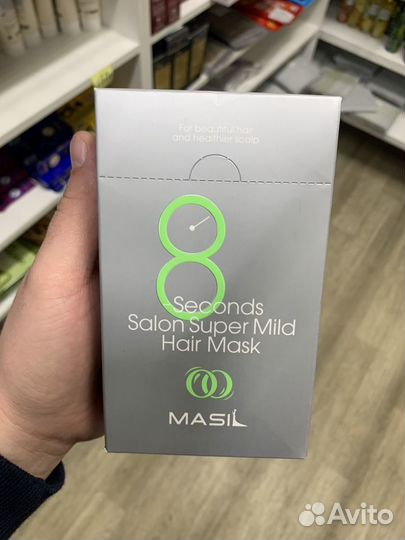 For beautiful hair
and healthier scalp
8
Seconds
Salon Super Mild
Hair Mask
MASIL
Avito